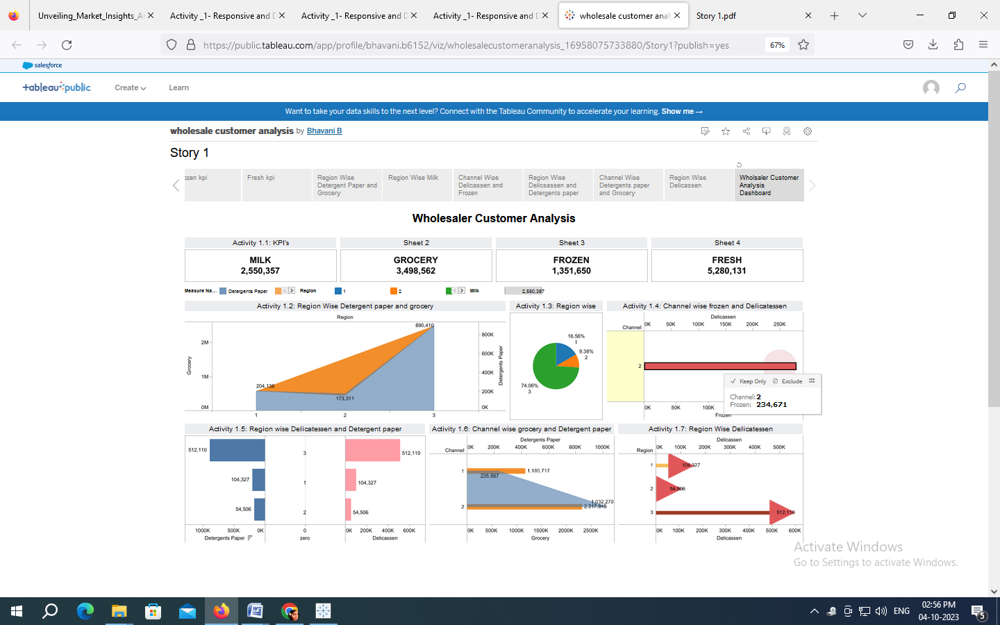 Unveiling_Market_Insights_A
Activity _1- Responsive and D
Activity _1- Responsive and D
Activity _1- Responsive and D
wholesale customer anal
Story 1.pdf
https://public.tableau.com/app/profile/bhavani.b6152/viz/wholesalecustomeranalysis_16958075733880/Story1?publish=yes
67%
salesforce
+ableau public
Create
Learn
Want to take your data skills to the next level? Connect with the Tableau Community to accelerate your learning. Show me →
wholesale customer analysis by Bhavani B
Story 1
ozen kpi
Fresh kpi
Region Wise
Detergent Paper and
Grocery
Region Wise Milk
Channel Wise
Delicassen and
Frozen
Region Wise
Delicsassen and
Detergents paper
Channel Wise
Detergents paper
and Grocery
Region Wise
Delicassen
Wholsaler Customer
Analysis
Dashboard
Wholesaler Customer Analysis
Activity 1.1: KPI's
Sheet 2
Sheet 3
Sheet 4
MILK
2,550,357
GROCERY
3,498,562
FROZEN
1,351,650
FRESH
5,280,131
Measure Na...
Detergents Paper
Region
1
2
Milk
2,550,357
Activity 1.2: Region Wise Detergent paper and grocery
Region
890,410
2M
1M
0M
Grocery
204,136
173,311
800K
600K
400K
200K
0K
Detergents Paper
1 2 3
Activity 1.3: Region wise
16.56%
1
9.38%
2
74.06%
3
Activity 1.4: Channel wise frozen and Delicatessen
Delicassen
Channel
0K 50K 100K 150K 200K 250K
2
Keep Only
Exclude
Channel: 2
Frozen: 234,671
0K 50K 100K
Frozen
Activity 1.5: Region wise Delicatessen and Detergent paper
512,110 3 512,110
104,327 1 104,327
54,506 2 54,506
1000K 500K 0K 0 0K 200K 400K 600K
Detergents Paper
zero
Delicassen
Activity 1.6: Channel wise grocery and Detergent paper
Detergents Paper
Channel
0K 200K 400K 600K 800K 1000K
1
235,587
1,180,717
2
1,032,270
2,317,845
0K 500K 1000K 1500K 2000K 2500K
Grocery
Activity 1.7: Region Wise Delicatessen
Delicassen
Region
0K 100K 200K 300K 400K 500K
1 104,327
2 54,506
3 512,110
0K 100K 200K 300K 400K 500K 600K
Delicassen
Activate Windows
Go to Settings to activate Windows.
ENG
02:56 PM
04-10-2023
5